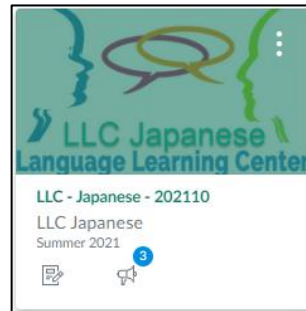 LLC Japanese
Language Learning Center
LLC - Japanese - 202110
LLC Japanese
Summer 2021
3